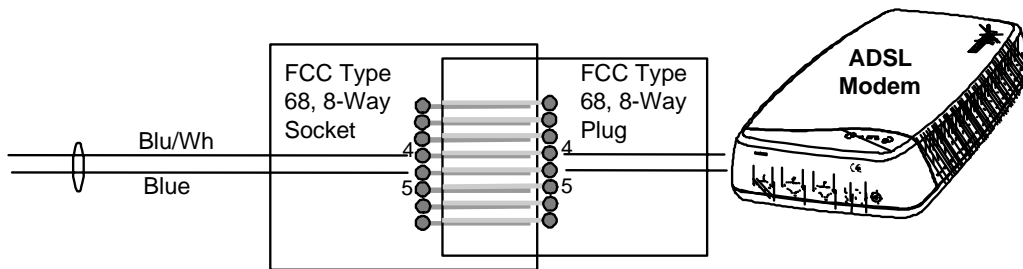 FCC Type
68, 8-Way
Socket
FCC Type
68, 8-Way
Plug
ADSL
Modem
Blu/Wh
Blue
4
5
4
5
CE